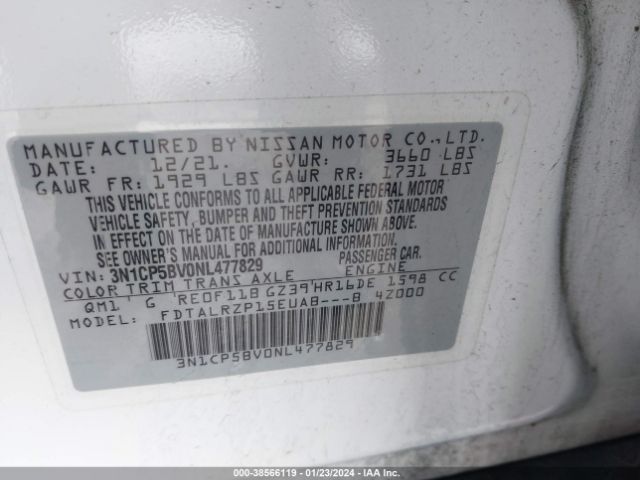 MANUFACTURED BY NISSAN MOTOR CO.,LTD.
DATE: 12/21. GVWR: 3660 LBS
GAWR FR: 1929 LBS GAWR RR: 1731 LBS
THIS VEHICLE CONFORMS TO ALL APPLICABLE FEDERAL MOTOR
VEHICLE SAFETY, BUMPER AND THEFT PREVENTION STANDARDS
IN EFFECT ON THE DATE OF MANUFACTURE SHOWN ABOVE.
SEE OWNER'S MANUAL FOR ADDITIONAL INFORMATION.
VIN: 3N1CP5BV0NL477829 PASSENGER CAR.
COLOR TRIM TRANS AXLE ENGINE
QM1 G RE0F11B GZ39 HR16DE 1598 CC
MODEL: FDTALRZP15EUAB---B 4Z000
3N1CP5BV0NL477829
000-38566119 - 01/23/2024 - IAA Inc.